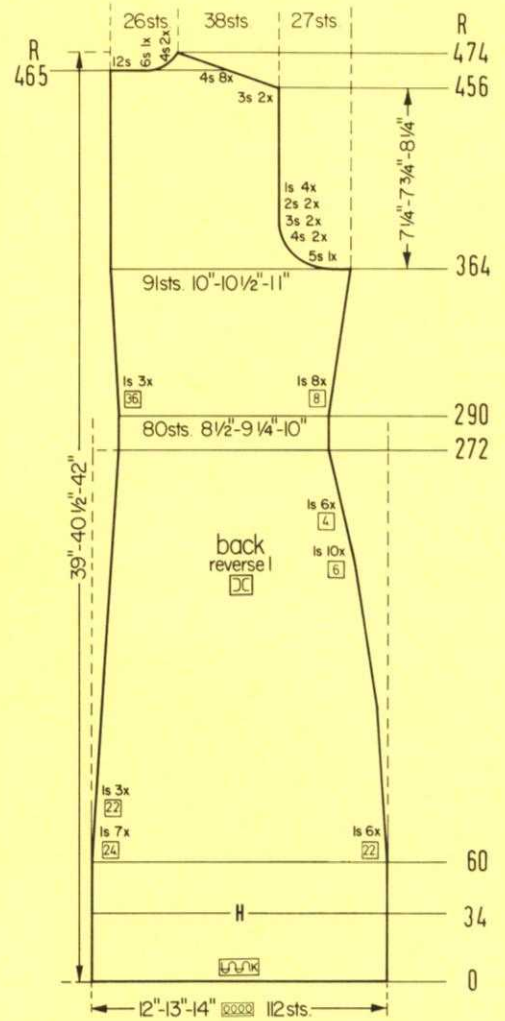 26sts. 38sts. 27sts.
R
R
474
465
456
12s
6s 1x
4s 2x
4s 8x
3s 2x
7¼"-7¾"-8¼"
1s 4x
2s 2x
3s 2x
4s 2x
5s 1x
364
91sts. 10"-10½"-11"
1s 3x
36
1s 8x
8
290
80sts. 8½"-9¼"-10"
272
39"-40½"-42"
1s 6x
4
back
reverse 1
1s 10x
6
1s 3x
22
1s 7x
24
1s 6x
22
60
H
34
K
0
12"-13"-14" 0000 112sts.